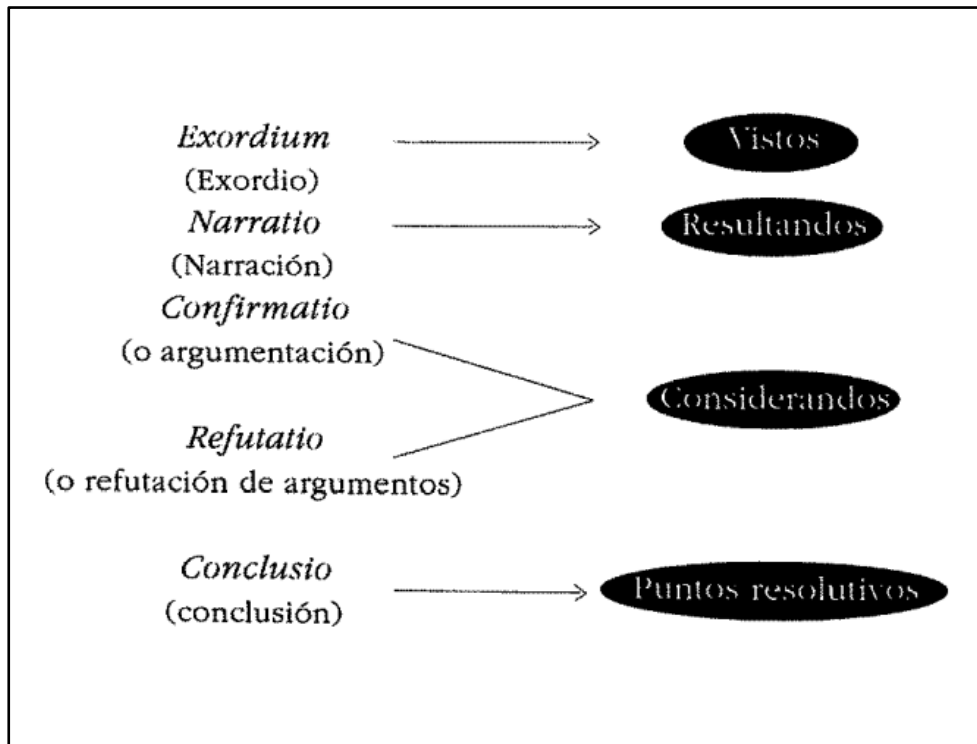 Exordium
(Exordio)
Vistos
Narratio
(Narración)
Resultandos
Confirmatio
(o argumentación)
Considerandos
Refutatio
(o refutación de argumentos)
Conclusio
(conclusión)
Puntos resolutivos